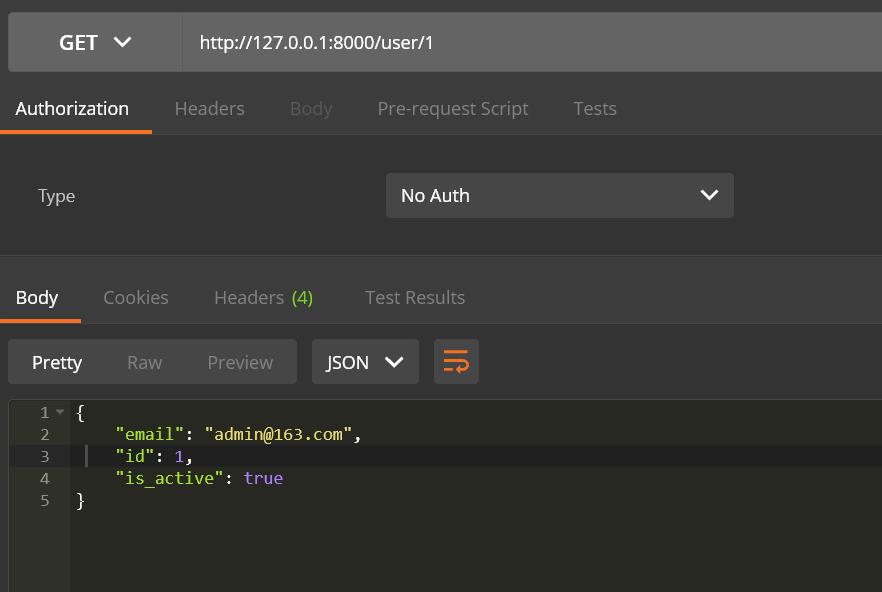 GET http://127.0.0.1:8000/user/1
Authorization Headers Body Pre-request Script Tests
Type No Auth
Body Cookies Headers (4) Test Results
Pretty Raw Preview JSON
1 {
2 "email": "admin@163.com",
3 "id": 1,
4 "is_active": true
5 }